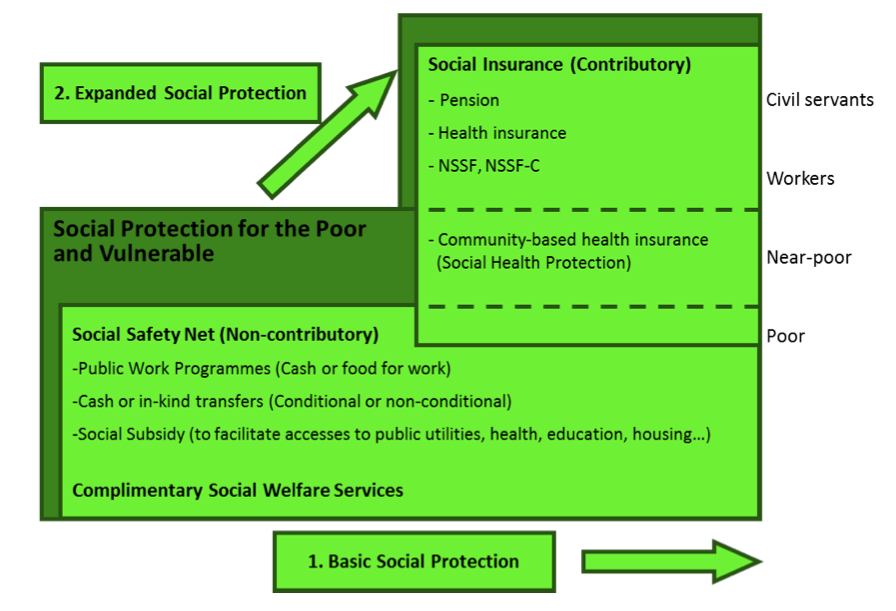 2. Expanded Social Protection
Social Insurance (Contributory)
- Pension
- Health insurance
- NSSF, NSSF-C
- Community-based health insurance
(Social Health Protection)
Civil servants
Workers
Near-poor
Poor
Social Protection for the Poor
and Vulnerable
Social Safety Net (Non-contributory)
-Public Work Programmes (Cash or food for work)
-Cash or in-kind transfers (Conditional or non-conditional)
-Social Subsidy (to facilitate accesses to public utilities, health, education, housing...)
Complimentary Social Welfare Services
1. Basic Social Protection